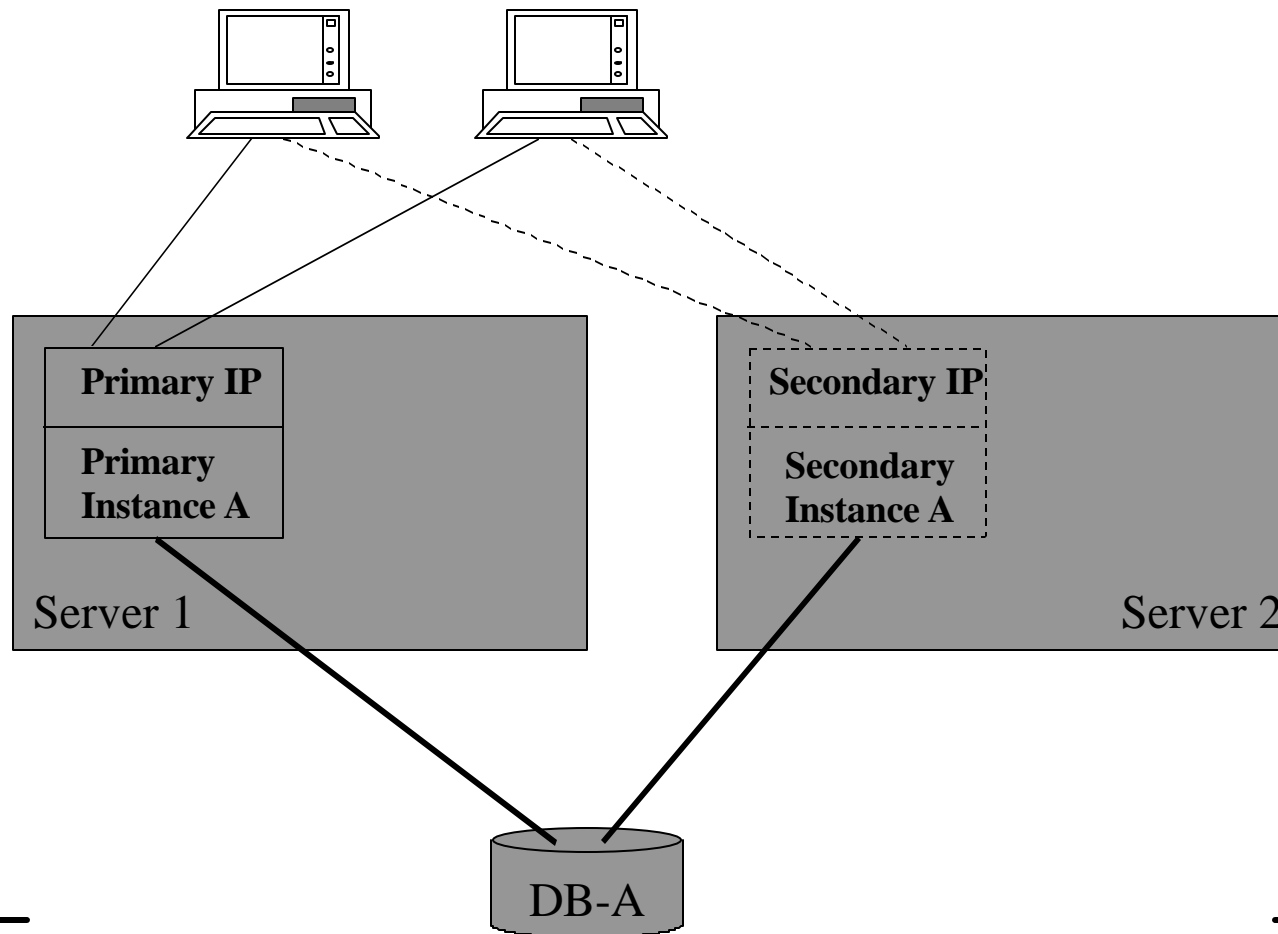 Primary IP
Primary
Instance A
Server 1
Secondary IP
Secondary
Instance A
Server 2
DB-A